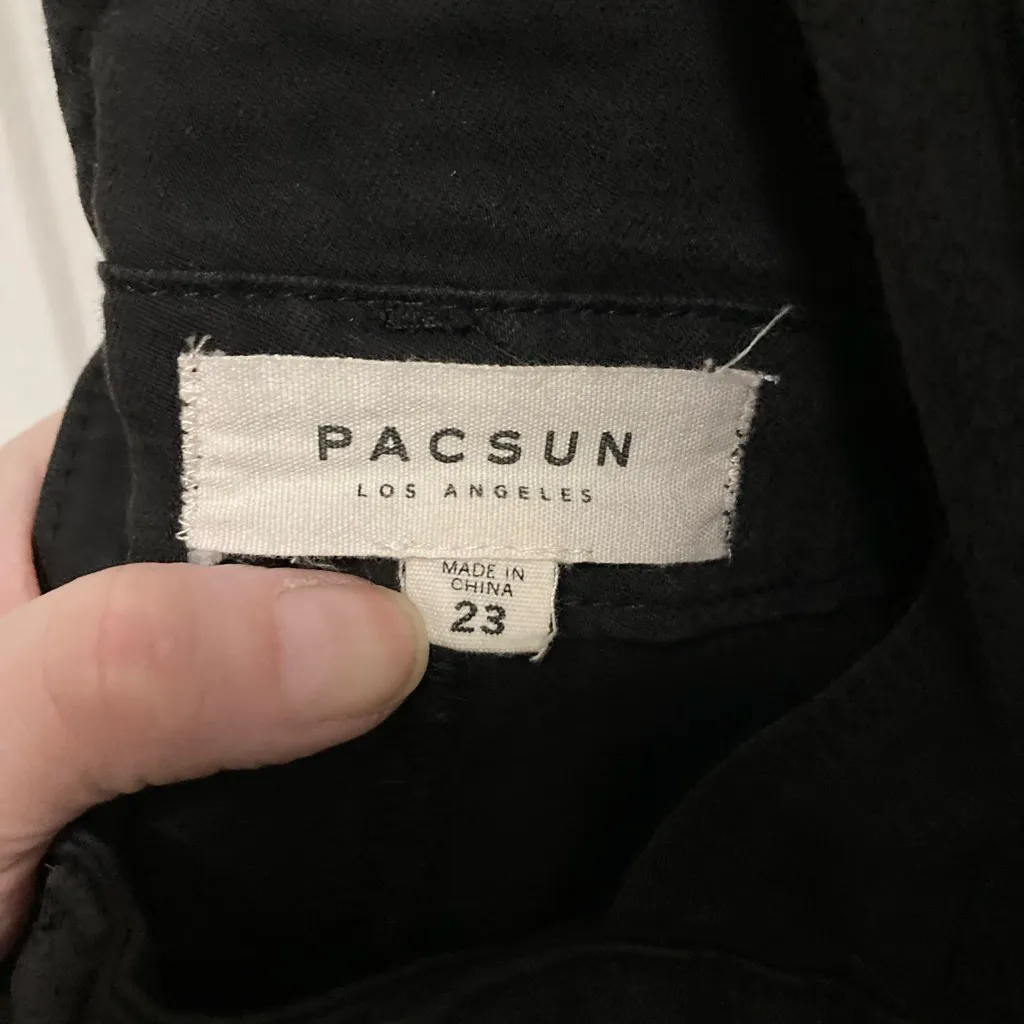 PACSUN
LOS ANGELES
MADE IN
CHINA
23